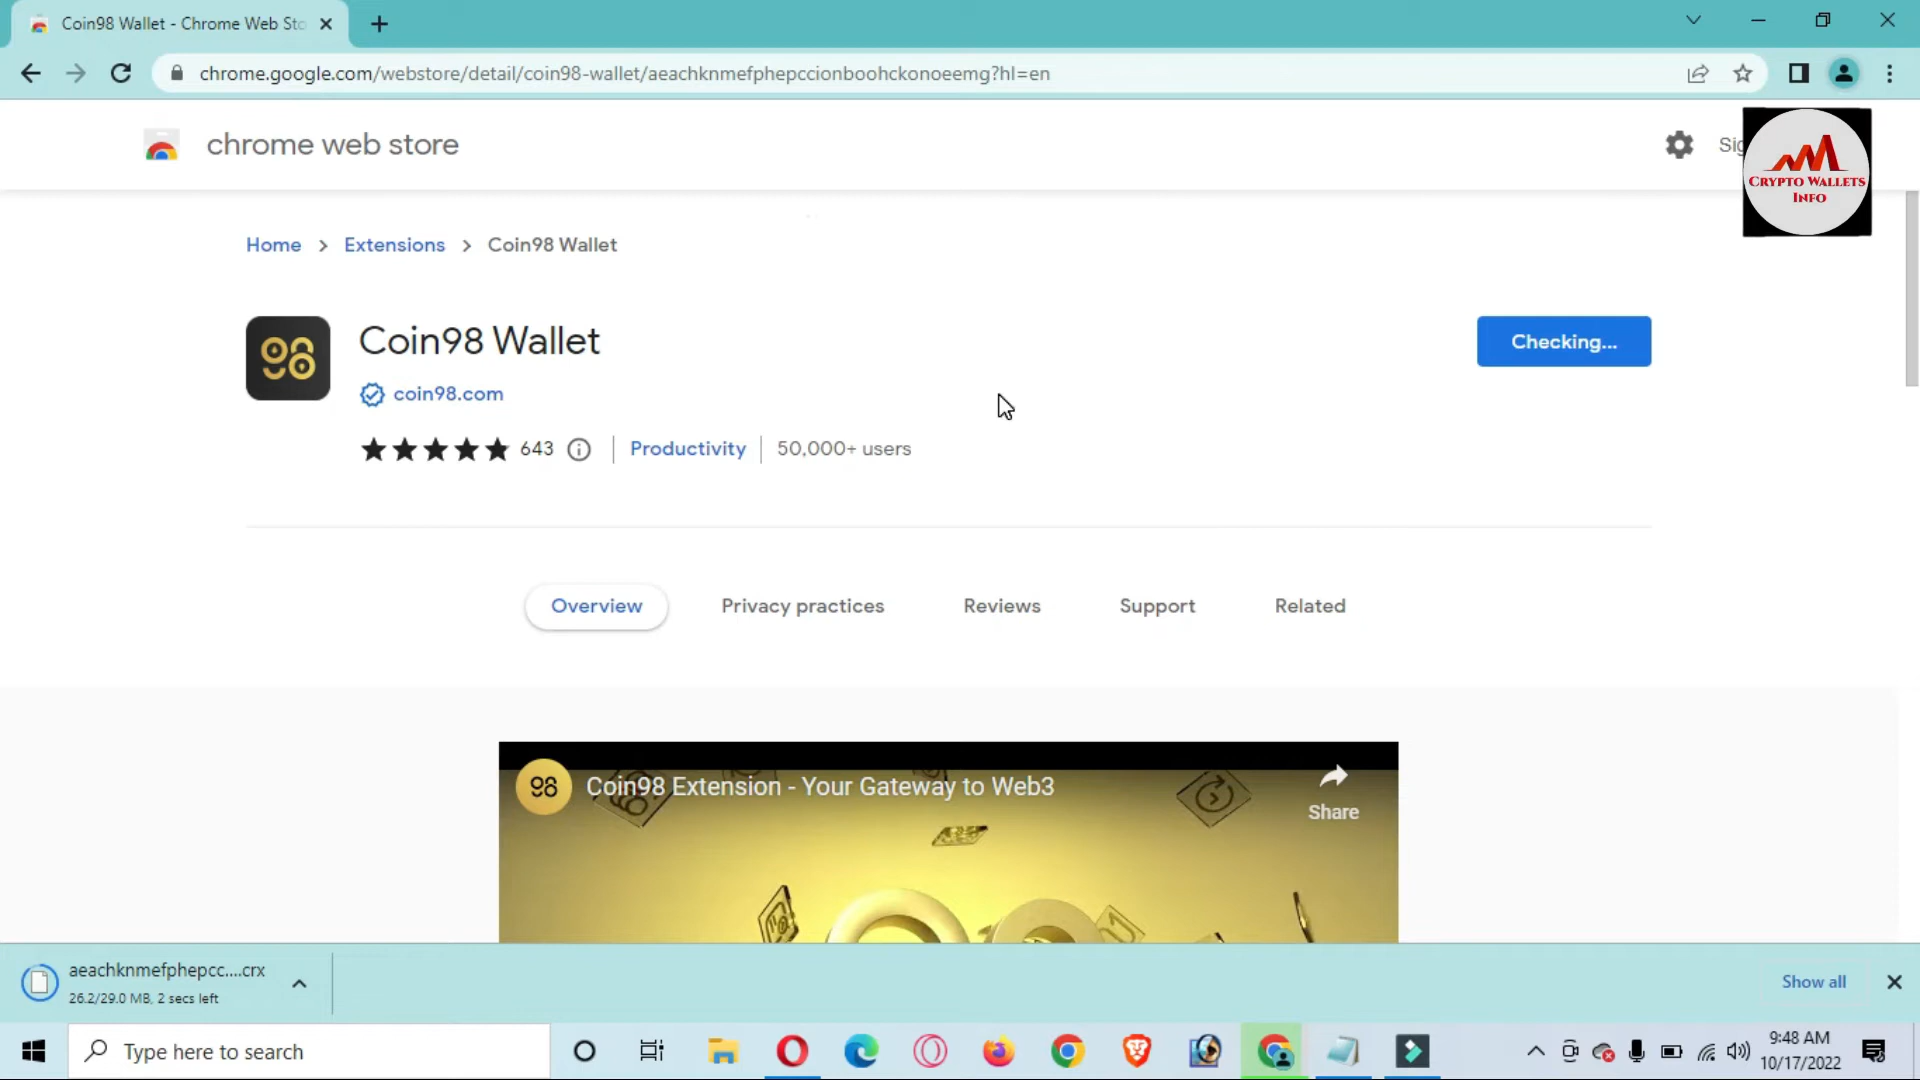 Coin98 Wallet - Chrome Web Sto
chrome.google.com/webstore/detail/coin98-wallet/aeachknmefphepccionboohckonoeemg?hl=en
chrome web store
Sig
CRYPTO WALLETS
INFO
Home > Extensions > Coin98 Wallet
98
Coin98 Wallet
Checking...
coin98.com
643
Productivity
50,000+ users
Overview
Privacy practices
Reviews
Support
Related
98
Coin98 Extension - Your Gateway to Web3
Share
aeachknmefphepcc....crx
26.2/29.0 MB, 2 secs left
Show all
Type here to search
9:48 AM
10/17/2022